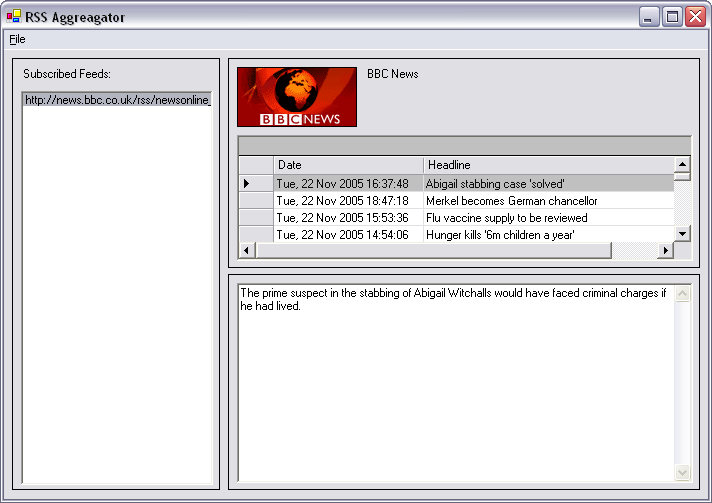 RSS Aggreagator
File
Subscribed Feeds:
http://news.bbc.co.uk/rss/newsonline_
BBC NEWS
BBC News
Date Headline
Tue, 22 Nov 2005 16:37:48 Abigail stabbing case 'solved'
Tue, 22 Nov 2005 18:47:18 Merkel becomes German chancellor
Tue, 22 Nov 2005 15:53:36 Flu vaccine supply to be reviewed
Tue, 22 Nov 2005 14:54:06 Hunger kills '6m children a year'
The prime suspect in the stabbing of Abigail Witchalls would have faced criminal charges if
he had lived.